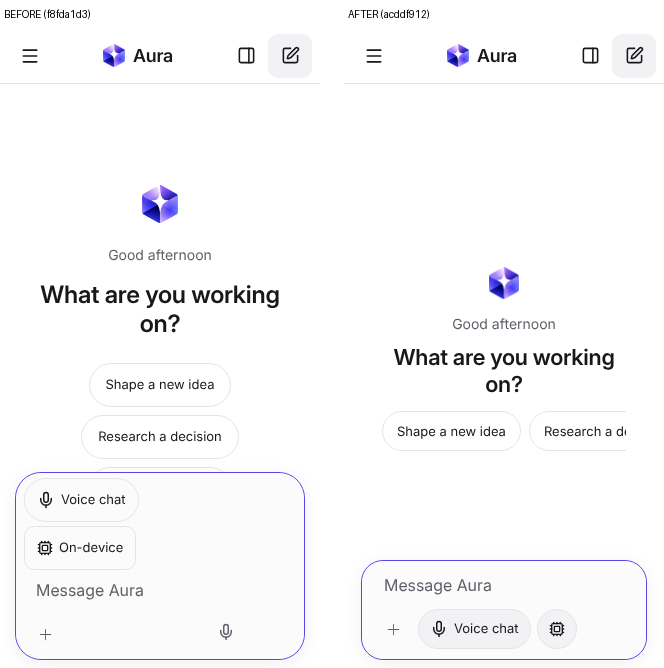 BEFORE (f8fda1d3)
Aura
Good afternoon
What are you working
on?
Shape a new idea
Research a decision
Voice chat
On-device
Message Aura
AFTER (acddf912)
Aura
Good afternoon
What are you working
on?
Shape a new idea
Research a de
Message Aura
Voice chat